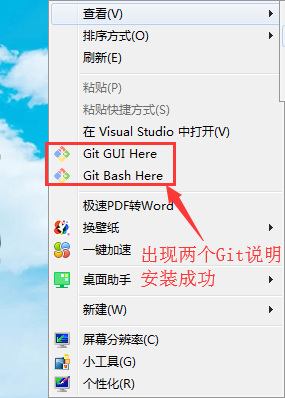 查看(V)
排序方式(O)
刷新(E)
粘贴(P)
粘贴快捷方式(S)
在 Visual Studio 中打开(V)
Git GUI Here
Git Bash Here
极速PDF转Word
换壁纸
一键加速
出现两个Git说明
安装成功
桌面助手
新建(W)
屏幕分辨率(C)
小工具(G)
个性化(R)